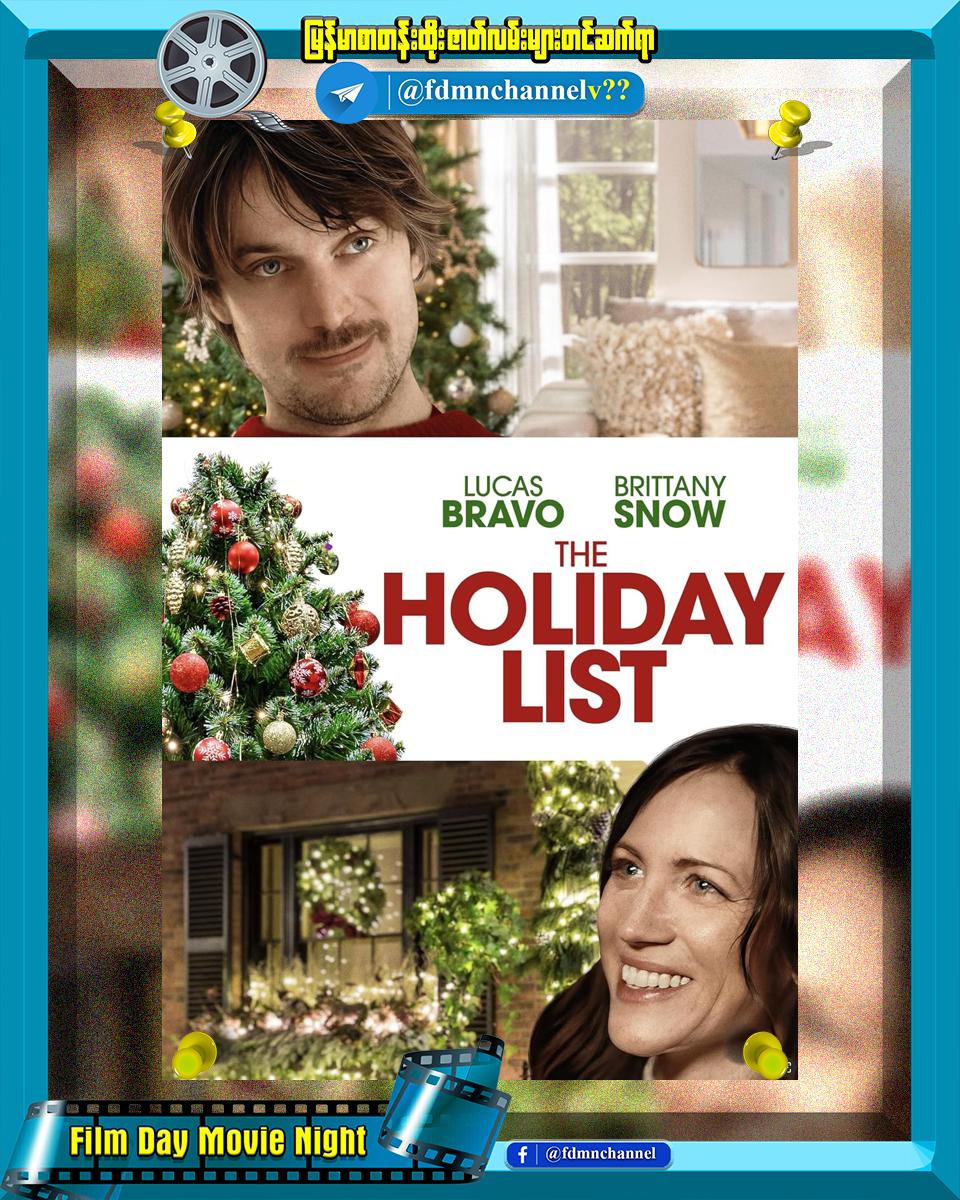 မြန်မာစာတန်းထိုးဇာတ်လမ်းများတင်ဆက်ရာ
@fdmnchannelv??
LUCAS BRITTANY
BRAVO SNOW
THE
HOLIDAY
LIST
Film Day Movie Night
@fdmnchannel